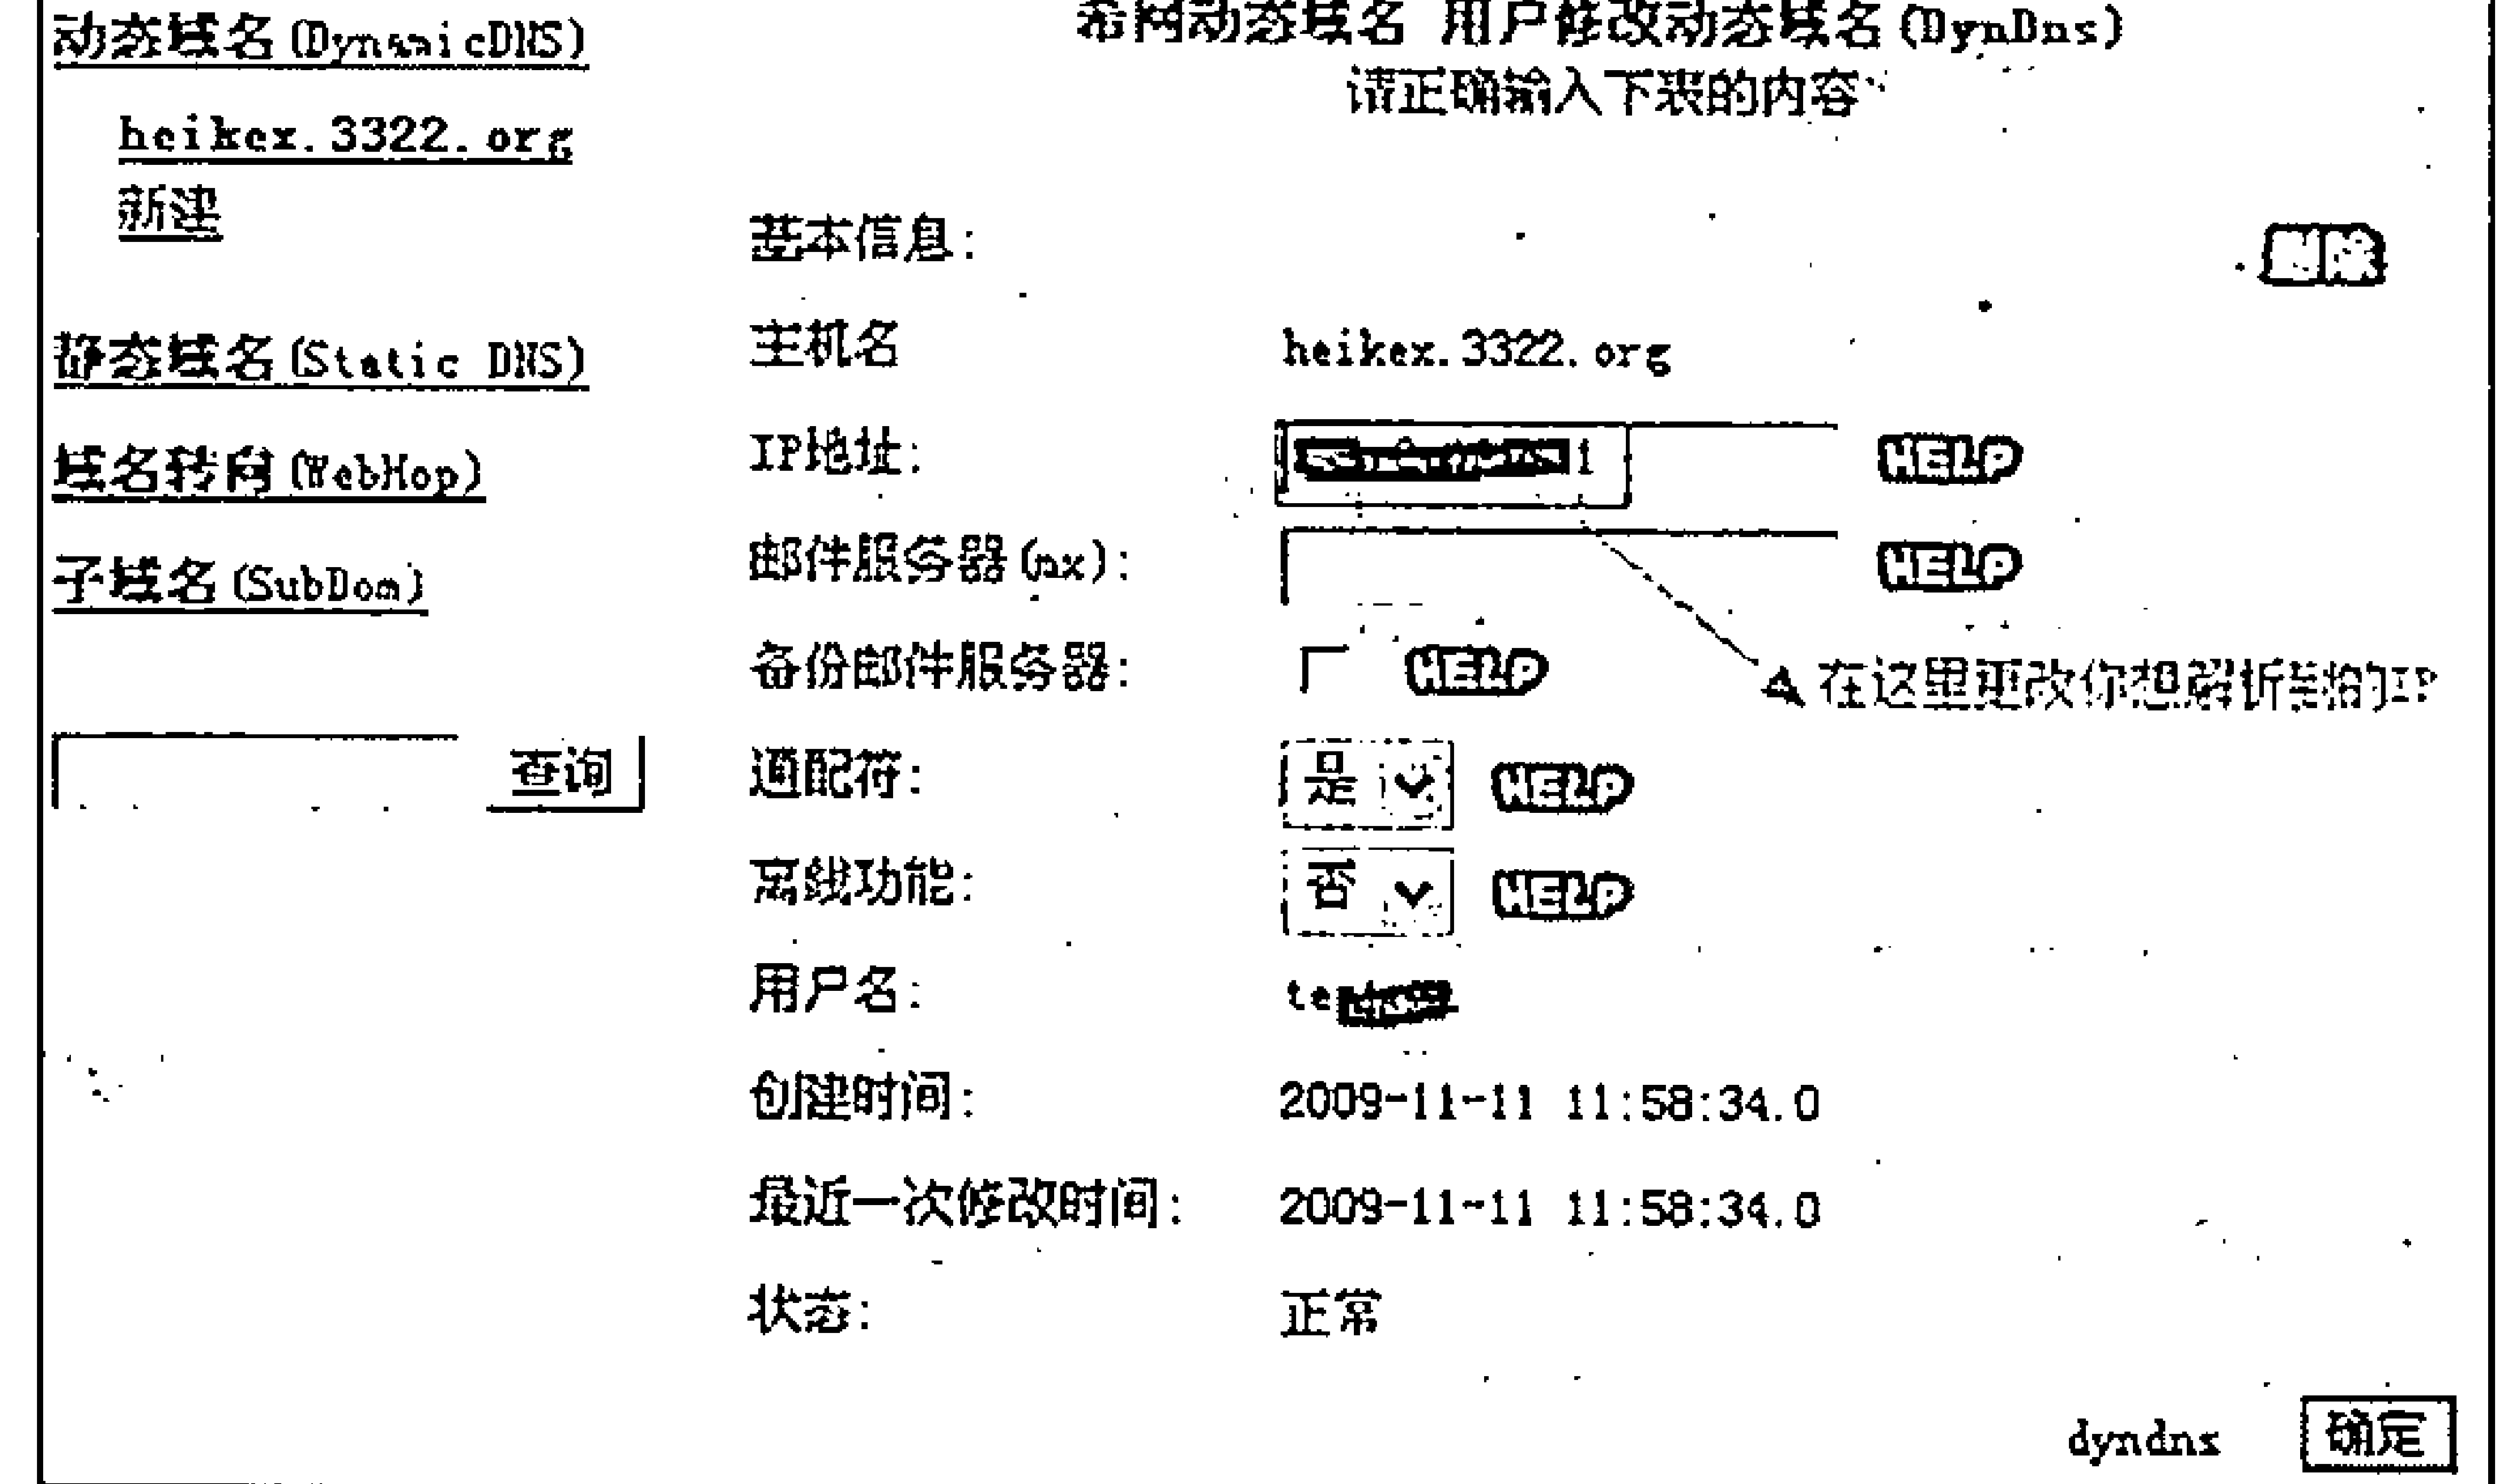 动态域名(DynamicDNS)
heikex.3322.org
新建
静态域名(Static DNS)
域名转向(WebHop)
子域名(SubDom)
查询
希网动态域名 用户修改动态域名(DynDns)
请正确输入下表的内容
基本信息:
主机名 heikex.3322.org
IP地址: 1 HELP
邮件服务器(mx): HELP
备份邮件服务器: HELP
在这里更改你想解析至的IP
通配符: 是 HELP
离线功能: 否 HELP
用户名: te
创建时间: 2009-11-11 11:58:34.0
最近一次修改时间: 2009-11-11 11:58:34.0
状态: 正常
dyndns 确定